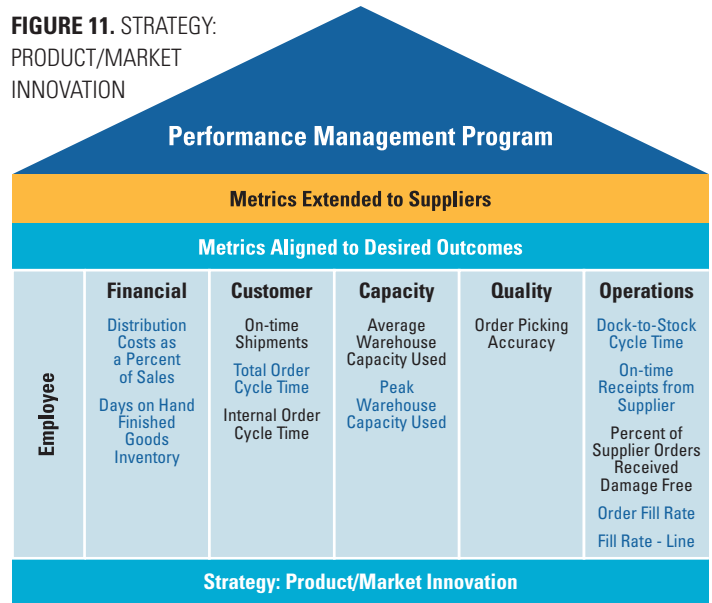 FIGURE 11. STRATEGY:
PRODUCT/MARKET
INNOVATION
Performance Management Program
Metrics Extended to Suppliers
Metrics Aligned to Desired Outcomes
Employee
Financial
Distribution
Costs as
a Percent
of Sales
Days on Hand
Finished
Goods
Inventory
Customer
On-time
Shipments
Total Order
Cycle Time
Internal Order
Cycle Time
Capacity
Average
Warehouse
Capacity Used
Peak
Warehouse
Capacity Used
Quality
Order Picking
Accuracy
Operations
Dock-to-Stock
Cycle Time
On-time
Receipts from
Supplier
Percent of
Supplier Orders
Received
Damage Free
Order Fill Rate
Fill Rate - Line
Strategy: Product/Market Innovation